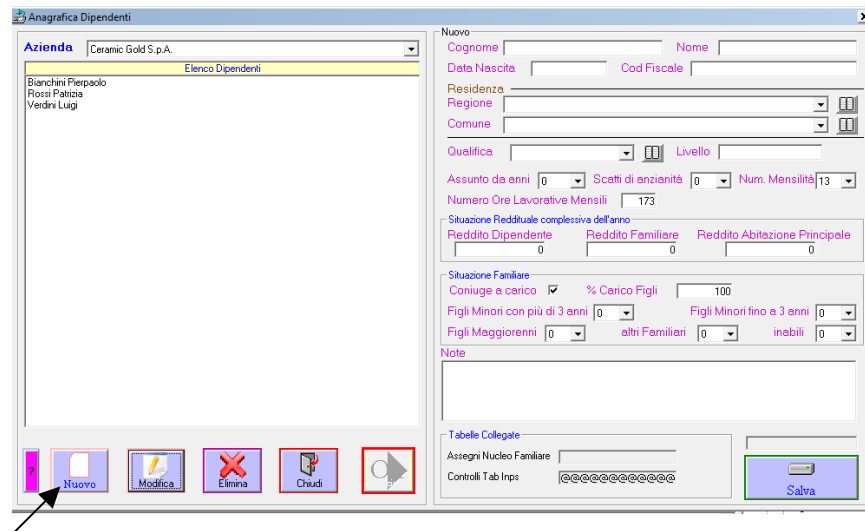 Anagrafica Dipendenti
Azienda Ceramic Gold S.p.A.
Elenco Dipendenti
Bianchini Pierpaolo
Rossi Patrizia
Verdini Luigi
? Nuovo Modifica Elimina Chiudi
Nuovo
Cognome Nome
Data Nascita Cod Fiscale
Residenza
Regione
Comune
Qualifica Livello
Assunto da anni 0 Scatti di anzianità 0 Num. Mensilità 13
Numero Ore Lavorative Mensili 173
Situazione Reddituale complessiva dell'anno
Reddito Dipendente Reddito Familiare Reddito Abitazione Principale
0 0 0
Situazione Familiare
Coniuge a carico % Carico Figli 100
Figli Minori con più di 3 anni 0 Figli Minori fino a 3 anni 0
Figli Maggiorenni 0 altri Familiari 0 inabili 0
Note
Tabelle Collegate
Assegni Nucleo Familiare
Controlli Tab Inps @@@@@@@@@@@@
Salva